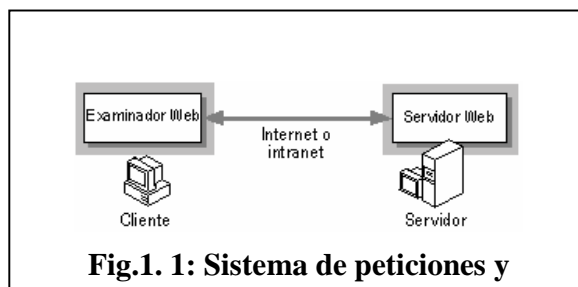 Examinador Web
Servidor Web
Internet o
intranet
Cliente
Servidor
Fig.1. 1: Sistema de peticiones y